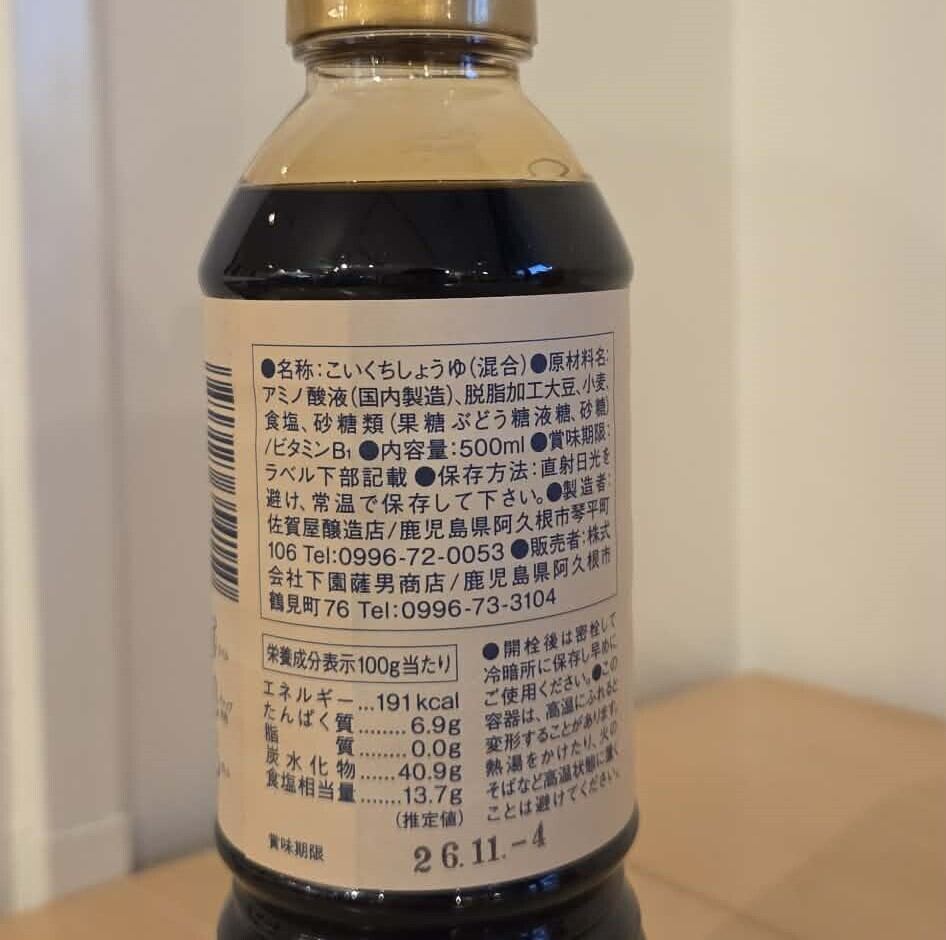 ●名称:こいくちしょうゆ(混合)●原材料名:
アミノ酸液(国内製造)、脱脂加工大豆、小麦、
食塩、砂糖類(果糖ぶどう糖液糖、砂糖)
/ビタミンB₁ ●内容量:500ml ●賞味期限:
ラベル下部記載 ●保存方法:直射日光を
避け、常温で保存して下さい。●製造者:
佐賀屋醸造店/鹿児島県阿久根市琴平町
106 Tel:0996-72-0053 ●販売者:株式
会社下園薩男商店/鹿児島県阿久根市
鶴見町76 Tel:0996-73-3104
栄養成分表示100g当たり
エネルギー...191kcal
たんぱく質........6.9g
脂 質........0.0g
炭水化物......40.9g
食塩相当量.......13.7g
(推定値)
●開栓後は密栓して
冷暗所に保存し早めに
ご使用ください。●この
容器は、高温にふれると
変形することがあります。
熱湯をかけたり、火の
そばなど高温状態に置く
ことは避けてください。
賞味期限
26.11.-4